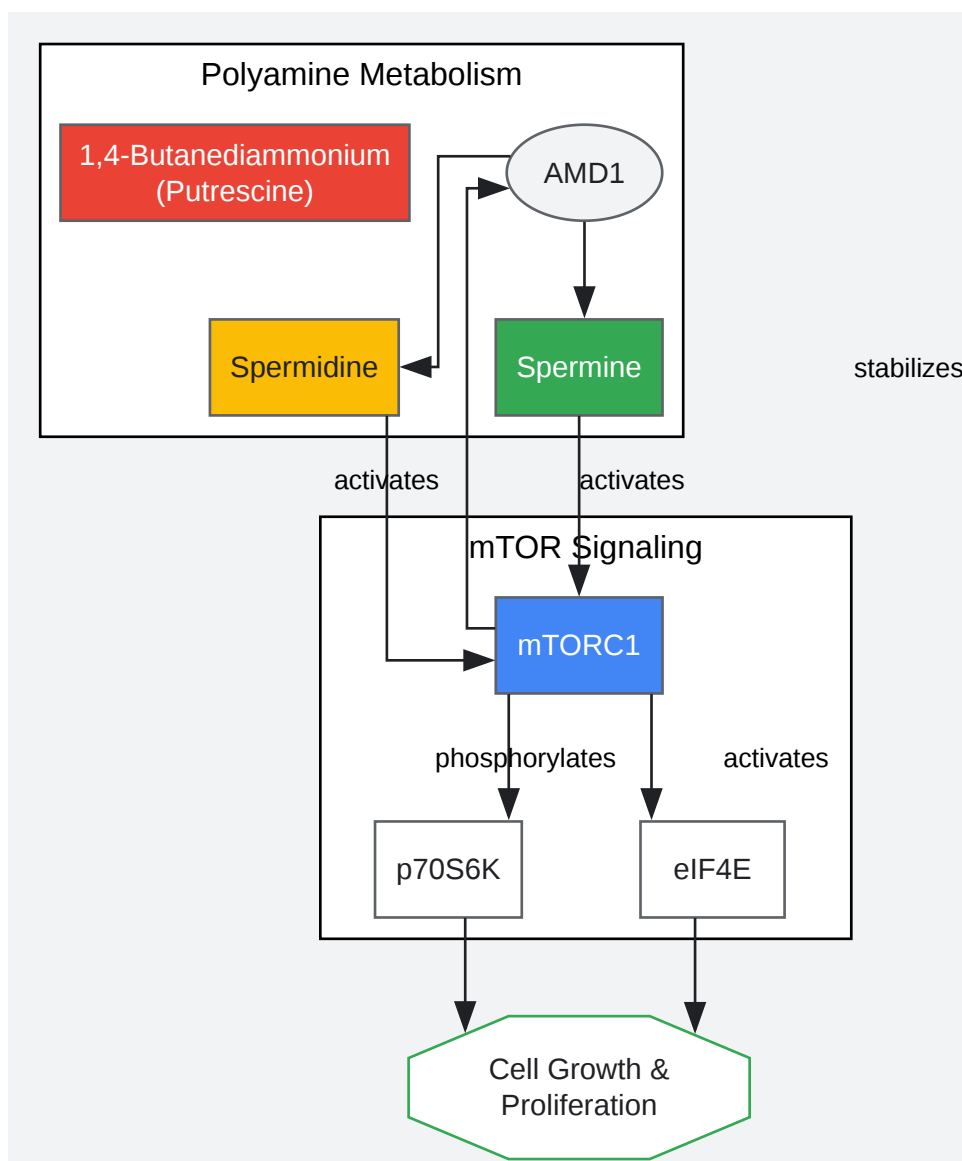 Polyamine Metabolism
1,4-Butanediammonium
(Putrescine)
AMD1
Spermidine
Spermine
stabilizes
activates
activates
mTOR Signaling
mTORC1
phosphorylates
activates
p70S6K
eIF4E
Cell Growth &
Proliferation